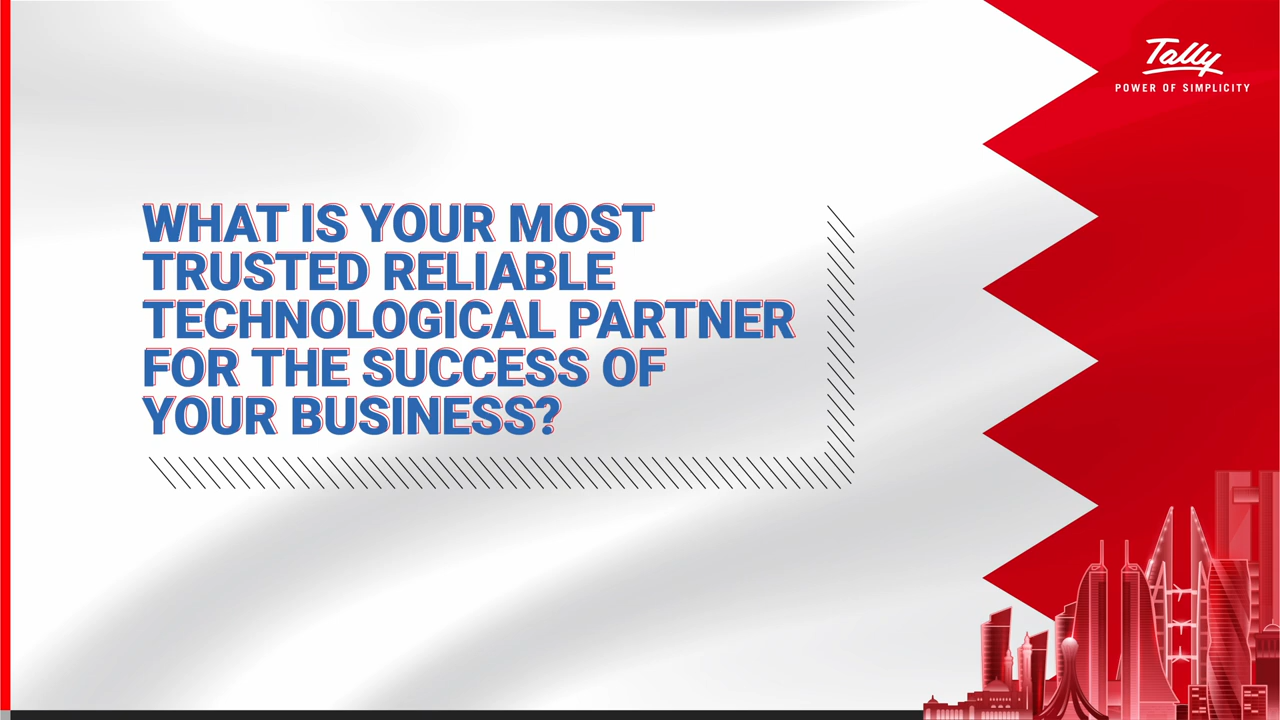 Tally
POWER OF SIMPLICITY
WHAT IS YOUR MOST
TRUSTED RELIABLE
TECHNOLOGICAL PARTNER
FOR THE SUCCESS OF
YOUR BUSINESS?